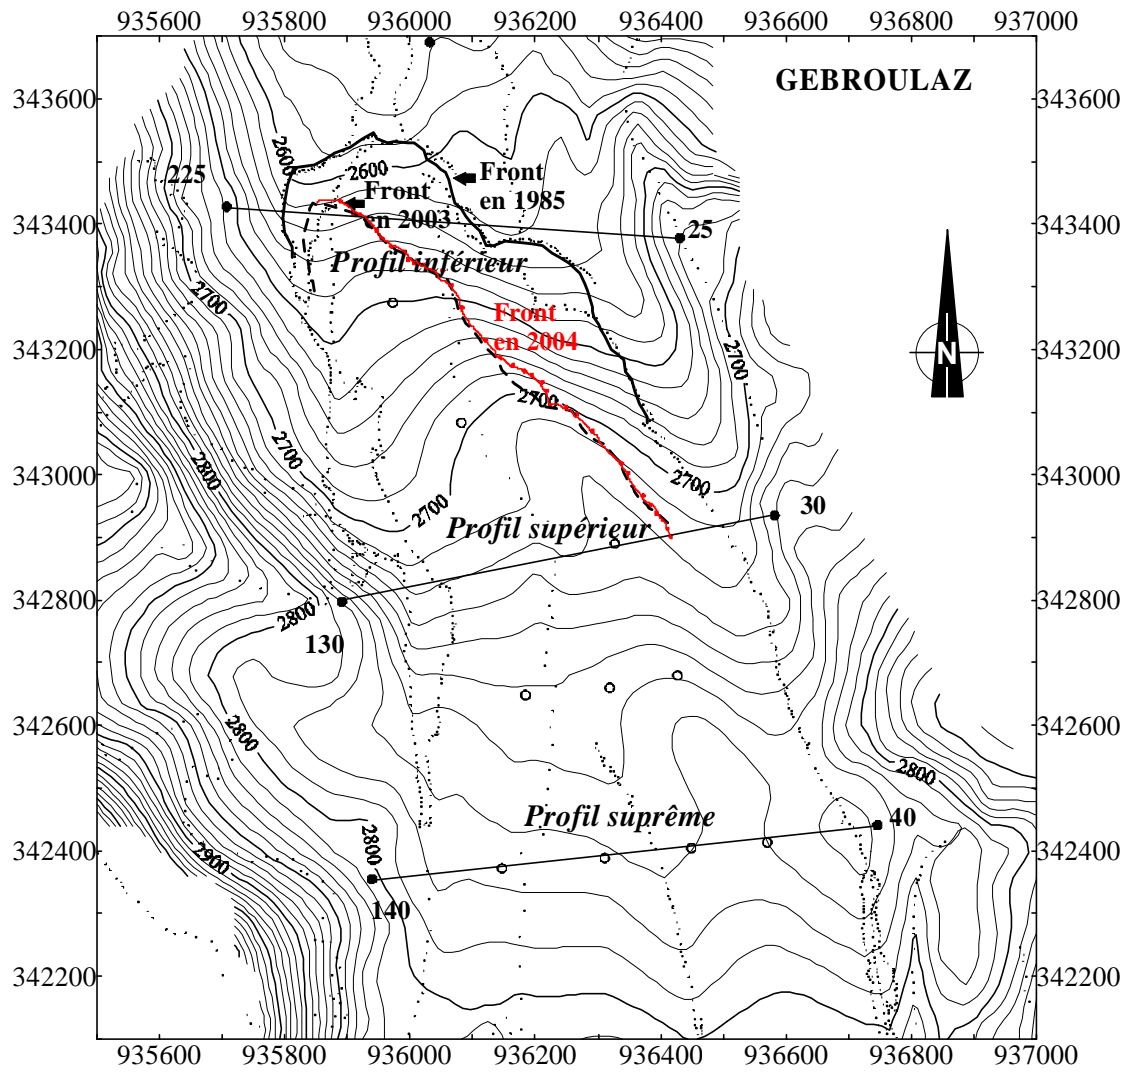 935600 935800 936000 936200 936400 936600 936800 937000
343600 GEBROULAZ 343600
2600
225 2600 Front
en 1985
Front
en 2003
343400 25 343400
Profil inférieur
2700
Front
en 2004
343200 2700 N 343200
2700
2700
343000 2800 2700 343000
2700
30
Profil supérieur
342800 2800 342800
130
342600 2800 342600
2800
Profil suprême
40
342400 2800 2900 342400
140
342200 342200
935600 935800 936000 936200 936400 936600 936800 937000